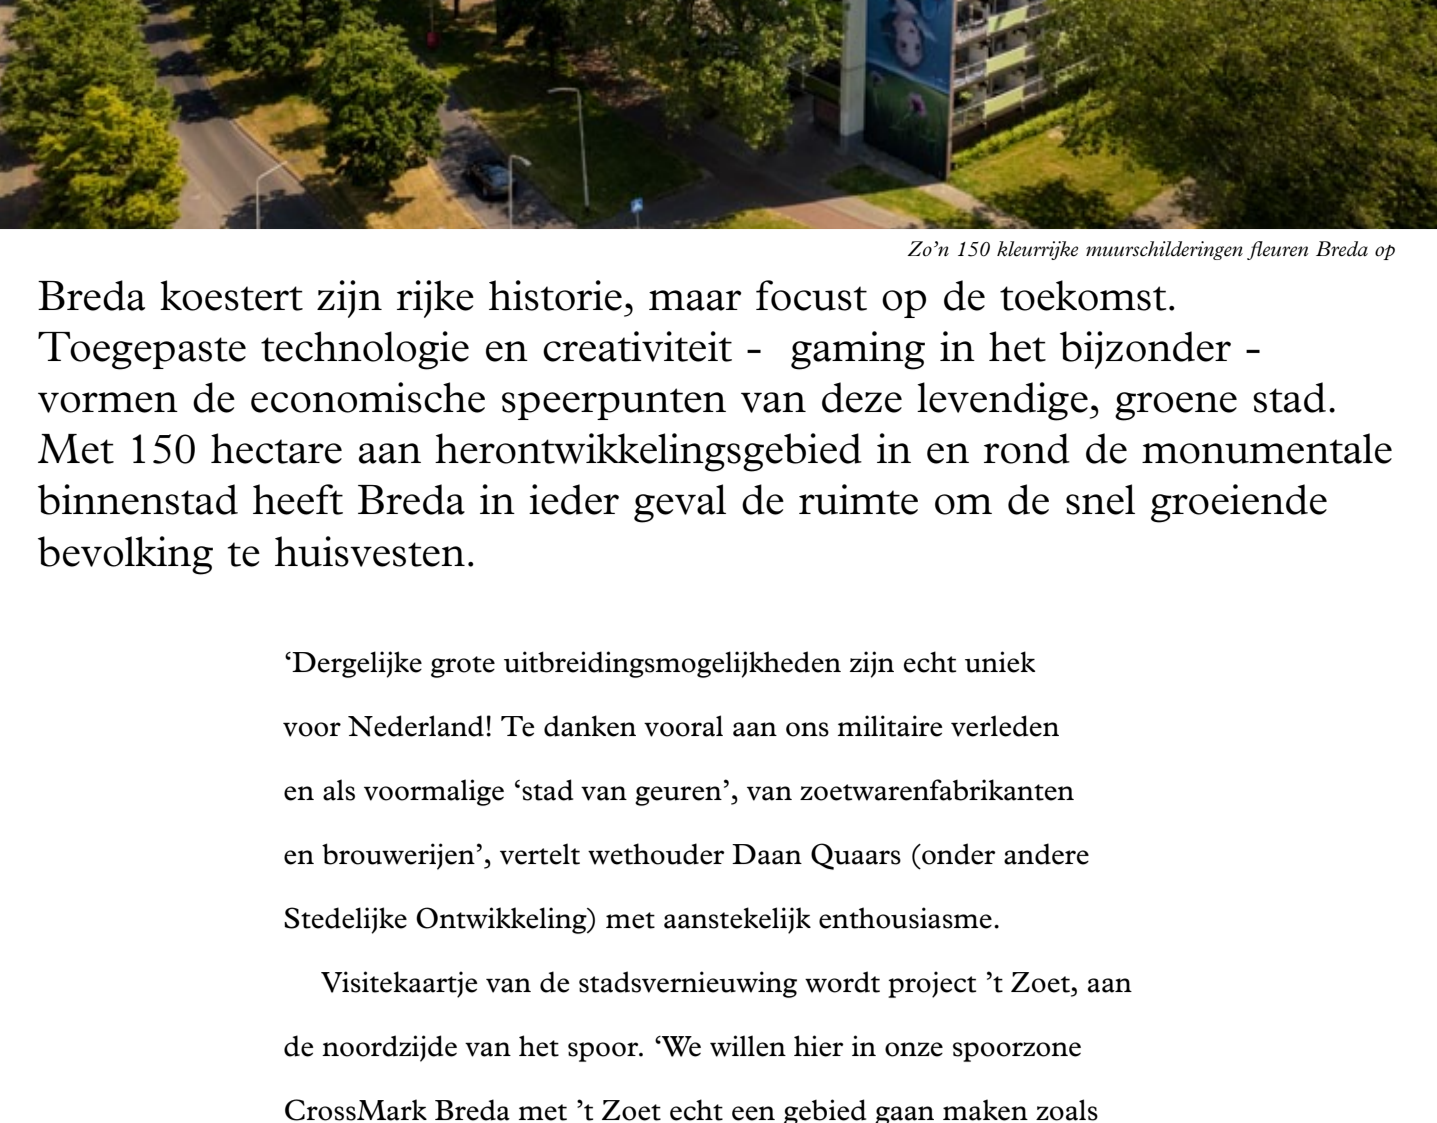 Zo’n 150 kleurrijke muurschilderingen fleuren Breda op
Breda koestert zijn rijke historie, maar focust op de toekomst.
Toegepaste technologie en creativiteit -  gaming in het bijzonder -
vormen de economische speerpunten van deze levendige, groene stad.
Met 150 hectare aan herontwikkelingsgebied in en rond de monumentale
binnenstad heeft Breda in ieder geval de ruimte om de snel groeiende
bevolking te huisvesten.
‘Dergelijke grote uitbreidingsmogelijkheden zijn echt uniek
voor Nederland! Te danken vooral aan ons militaire verleden
en als voormalige ‘stad van geuren’, van zoetwarenfabrikanten
en brouwerijen’, vertelt wethouder Daan Quaars (onder andere
Stedelijke Ontwikkeling) met aanstekelijk enthousiasme.
Visitekaartje van de stadsvernieuwing wordt project ’t Zoet, aan
de noordzijde van het spoor. ‘We willen hier in onze spoorzone
CrossMark Breda met ’t Zoet echt een gebied gaan maken zoals